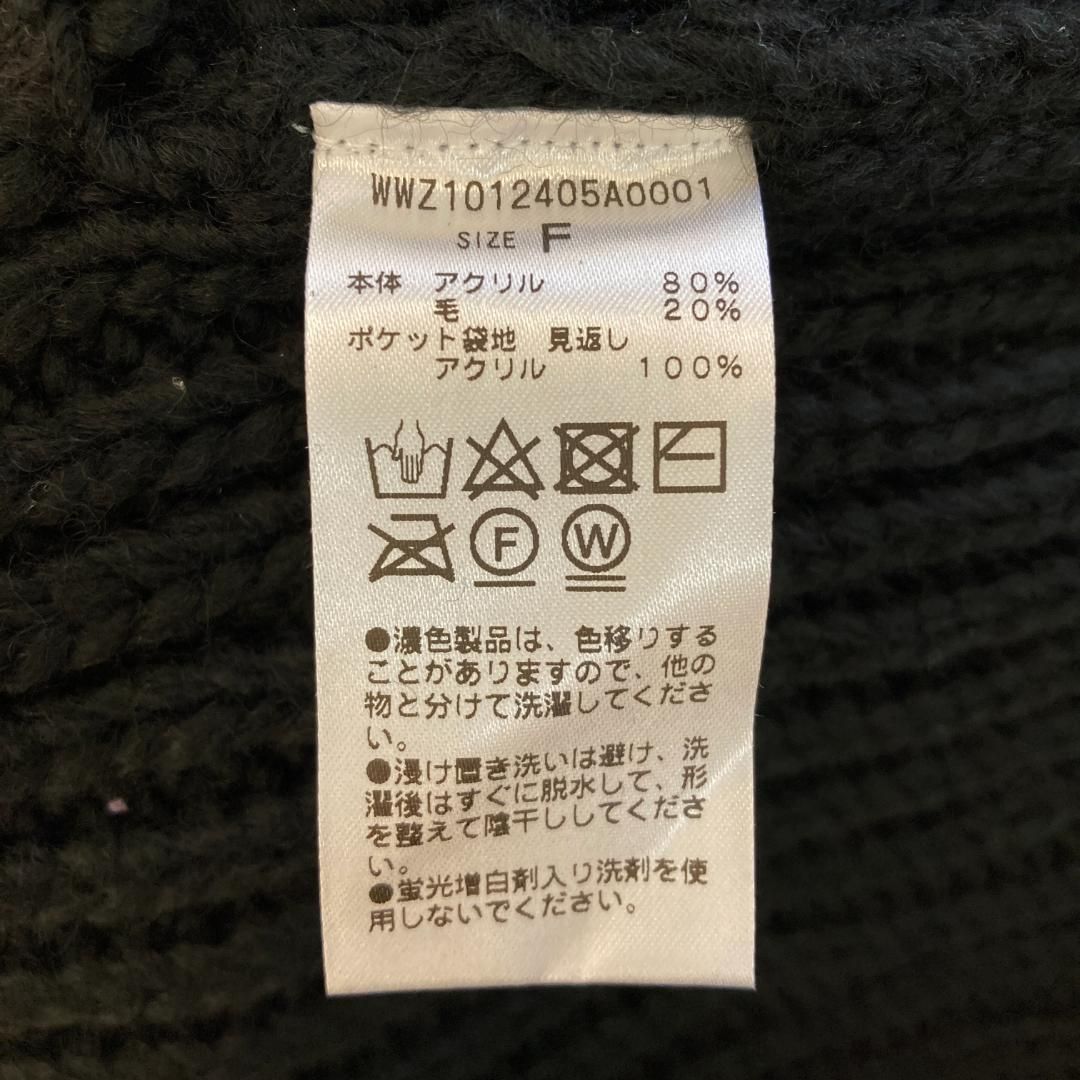 WWZ1012405A0001
SIZE F
本体 アクリル 80%
毛 20%
ポケット袋地 見返し
アクリル 100%
F W
●濃色製品は、色移りする
ことがありますので、他の
物と分けて洗濯してくださ
い。
●浸け置き洗いは避け、洗
濯後はすぐに脱水して、形
を整えて陰干ししてくださ
い。
●蛍光増白剤入り洗剤を使
用しないでください。